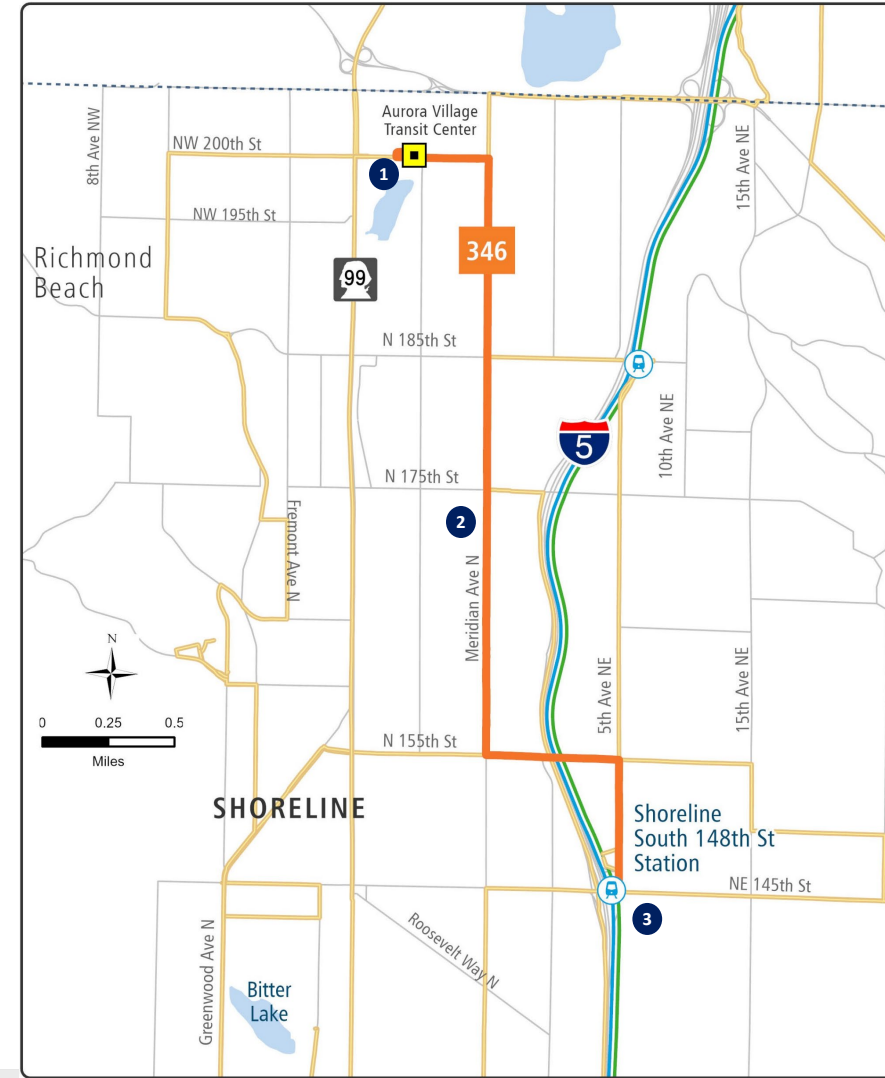 Aurora Village
Transit Center
8th Ave NW
NW 200th St
1
15th Ave NE
NW 195th St
Richmond
Beach
346
99
N 185th St
5
10th Ave NE
N 175th St
2
Fremont Ave N
Meridian Ave N
N
0 0.25 0.5
Miles
5th Ave NE
15th Ave NE
N 155th St
SHORELINE
Shoreline
South 148th St
Station
NE 145th St
3
Roosevelt Way N
Greenwood Ave N
Bitter
Lake